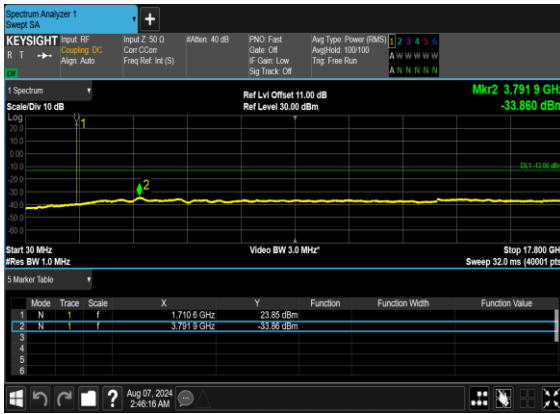 Spectrum Analyzer 1
Swept SA
+
KEYSIGHT Input: RF Input Z: 50 Ω #Atten: 40 dB PNO: Fast Avg Type: Power (RMS) 1 2 3 4 5 6
R T Coupling: DC Corr CCorr Gate: Off Avg|Hold: 100/100 A W W W W W
Align: Auto Freq Ref: Int (S) IF Gain: Low Trig: Free Run
LW Sig Track: Off A N N N N N
1 Spectrum
Ref Lvl Offset 11.00 dB Mkr2 3.791 9 GHz
Scale/Div 10 dB Ref Level 30.00 dBm -33.860 dBm
Log
20.0 1
10.0
0.00
-10.0 DL1 -13.00 dBm
-20.0
-30.0 2
-40.0
-50.0
-60.0
Start 30 MHz Video BW 3.0 MHz* Stop 17.800 GH
#Res BW 1.0 MHz Sweep 32.0 ms (40001 pts
5 Marker Table
Mode Trace Scale X Y Function Function Width Function Value
1 N 1 f 1.710 6 GHz 23.85 dBm
2 N 1 f 3.791 9 GHz -33.86 dBm
3
4
5
6
? Aug 07, 2024
2:46:16 AM